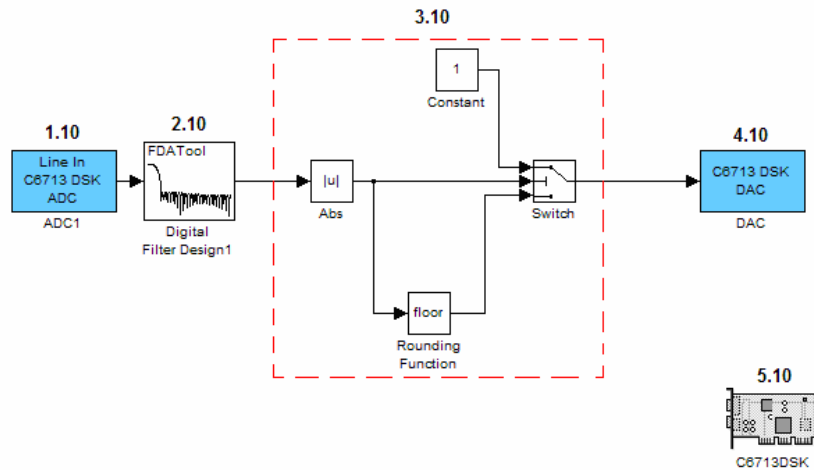 3.10
1
Constant
1.10
2.10
4.10
Line In
C6713 DSK
ADC
ADC1
FDATool
Digital
Filter Design1
|u|
Abs
Switch
C6713 DSK
DAC
DAC
floor
Rounding
Function
5.10
C6713DSK